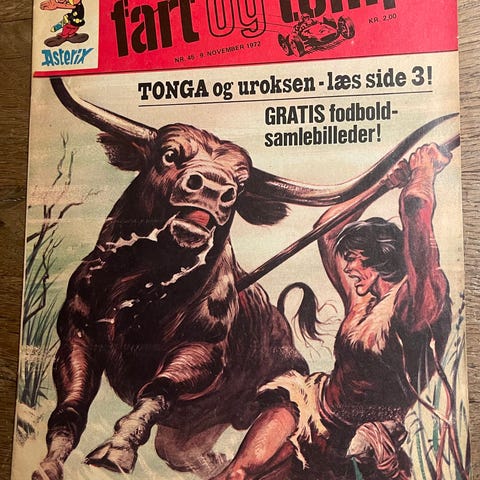 fart og tempo
KR. 2,00
Asterix
NR. 45 · 9. NOVEMBER 1972
TONGA og uroksen - læs side 3!
GRATIS fodbold-
samlebilleder!